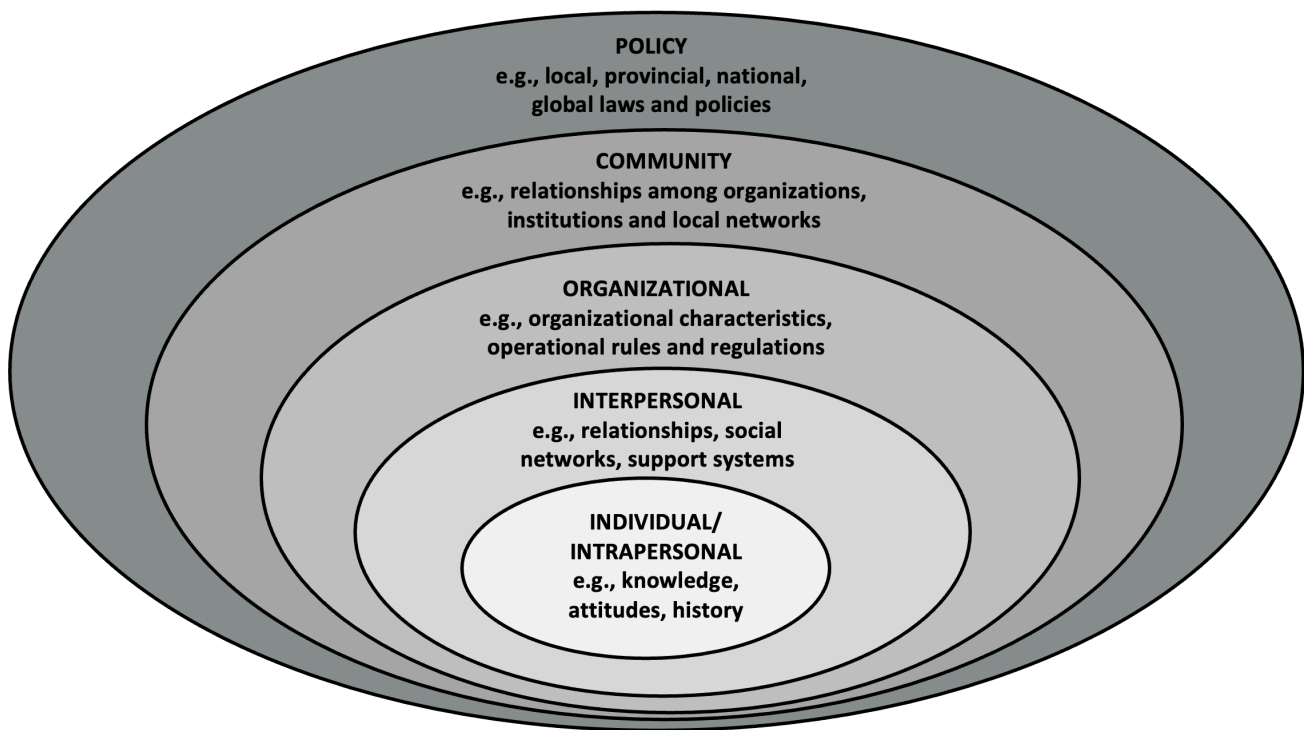 POLICY
e.g., local, provincial, national,
global laws and policies
COMMUNITY
e.g., relationships among organizations,
institutions and local networks
ORGANIZATIONAL
e.g., organizational characteristics,
operational rules and regulations
INTERPERSONAL
e.g., relationships, social
networks, support systems
INDIVIDUAL/
INTRAPERSONAL
e.g., knowledge,
attitudes, history